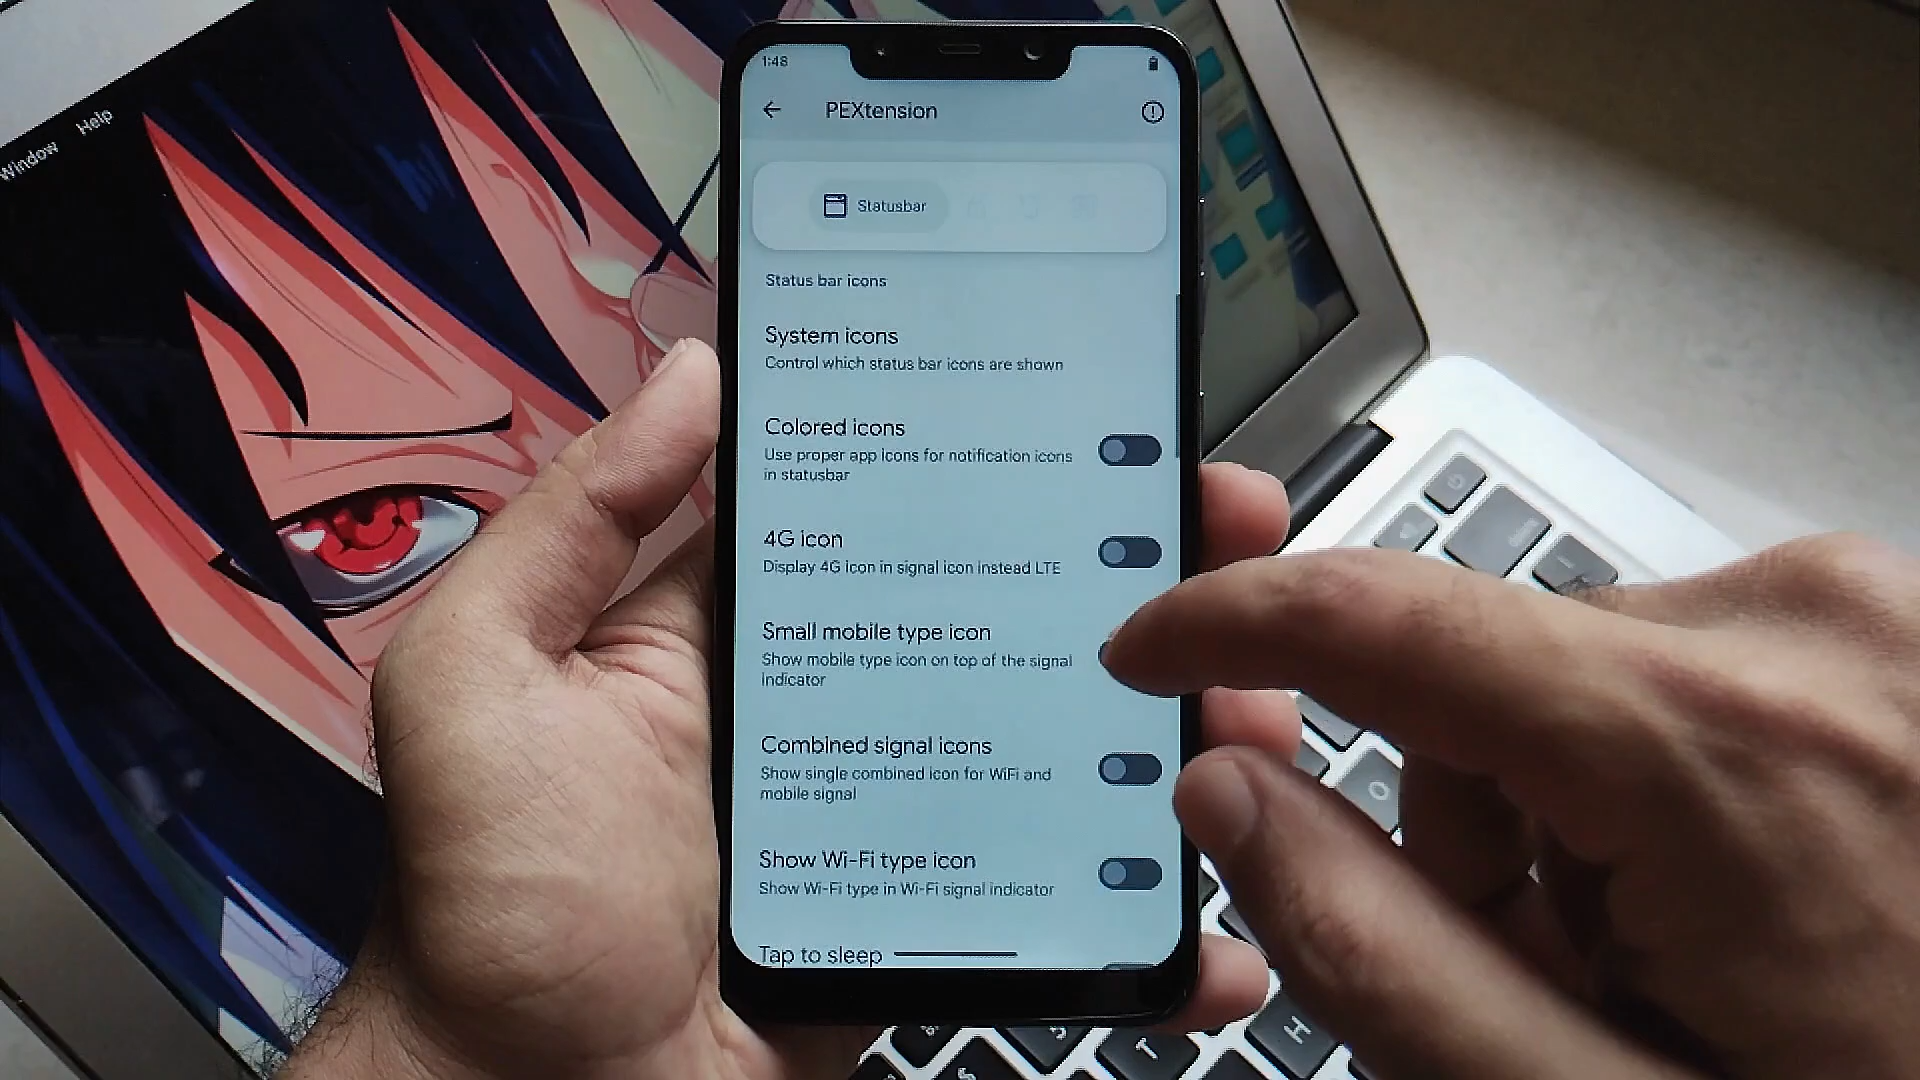 Window Help
1:48
PEXtension
Statusbar
Status bar icons
System icons
Control which status bar icons are shown
Colored icons
Use proper app icons for notification icons
in statusbar
4G icon
Display 4G icon in signal icon instead LTE
Small mobile type icon
Show mobile type icon on top of the signal
indicator
Combined signal icons
Show single combined icon for WiFi and
mobile signal
Show Wi-Fi type icon
Show Wi-Fi type in Wi-Fi signal indicator
Tap to sleep
O
H
T